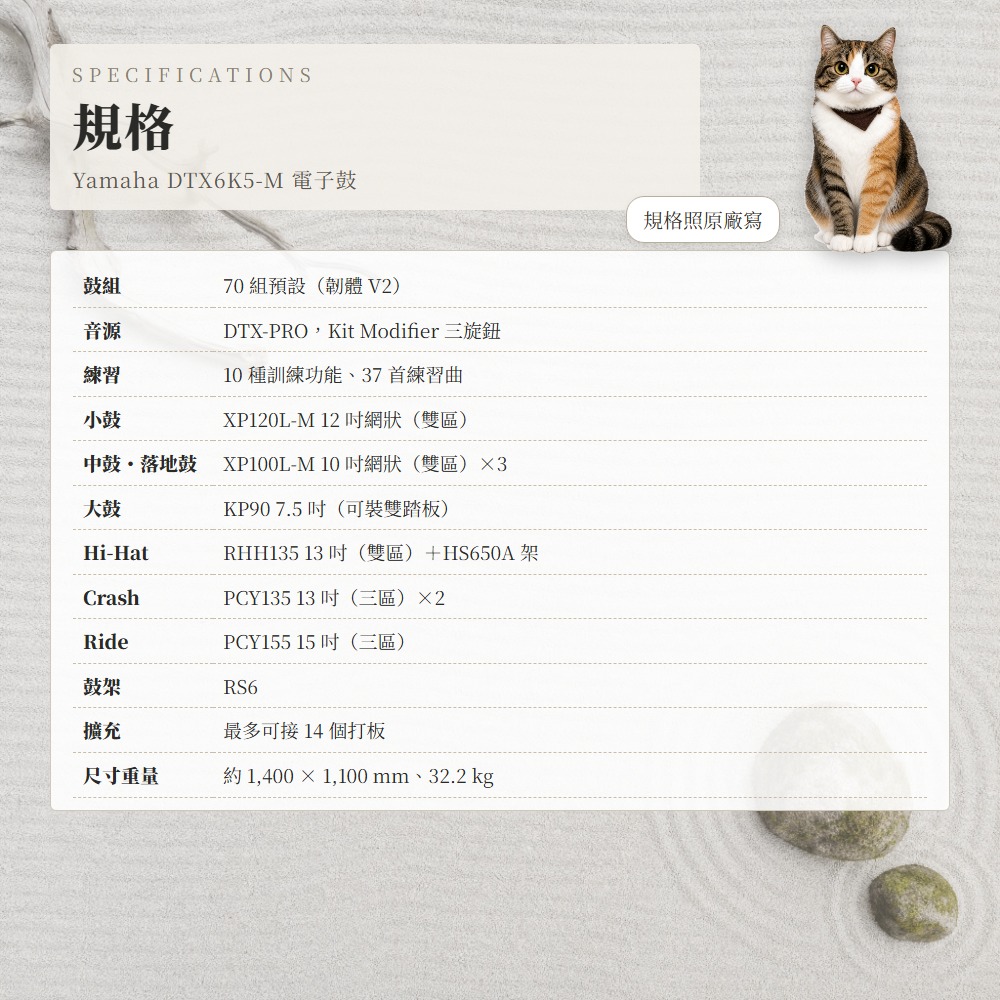 SPECIFICATIONS
規格
Yamaha DTX6K5-M 電子鼓
規格照原廠寫
鼓組 70 組預設（韌體 V2）
音源 DTX-PRO，Kit Modifier 三旋鈕
練習 10 種訓練功能、37 首練習曲
小鼓 XP120L-M 12 吋網狀（雙區）
中鼓・落地鼓 XP100L-M 10 吋網狀（雙區）×3
大鼓 KP90 7.5 吋（可裝雙踏板）
Hi-Hat RHH135 13 吋（雙區）＋HS650A 架
Crash PCY135 13 吋（三區）×2
Ride PCY155 15 吋（三區）
鼓架 RS6
擴充 最多可接 14 個打板
尺寸重量 約 1,400 × 1,100 mm、32.2 kg